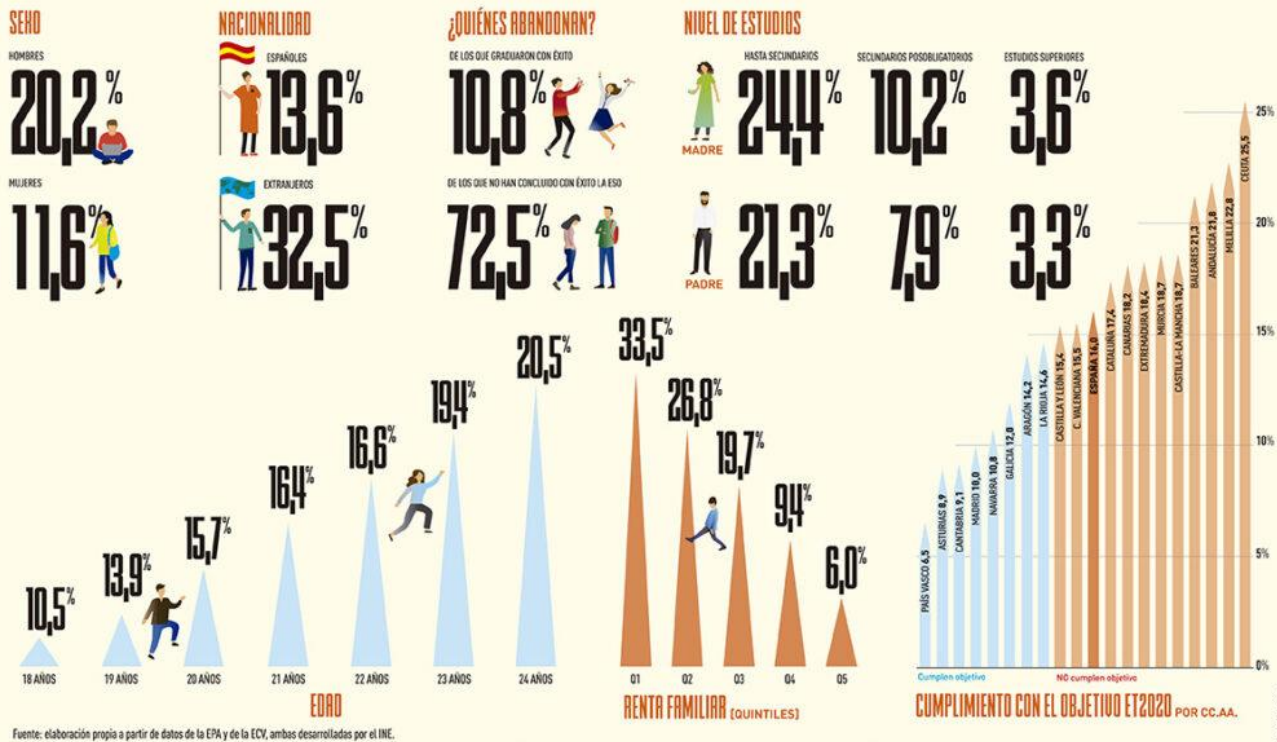 SEXO
HOMBRES
20,2%
MUJERES
11,6%
NACIONALIDAD
ESPAÑOLES
13,6%
EXTRANJEROS
32,5%
¿QUIÉNES ABANDONAN?
DE LOS QUE GRADUARON CON ÉXITO
10,8%
DE LOS QUE NO HAN CONCLUIDO CON ÉXITO LA ESO
72,5%
NIVEL DE ESTUDIOS
HASTA SECUNDARIOS
SECUNDARIOS POSOBLIGATORIOS
ESTUDIOS SUPERIORES
MADRE
24,4%
10,2%
3,6%
PADRE
21,3%
7,9%
3,3%
10,5%
13,9%
15,7%
16,4%
16,6%
19,4%
20,5%
18 AÑOS
19 AÑOS
20 AÑOS
21 AÑOS
22 AÑOS
23 AÑOS
24 AÑOS
EDAD
33,5%
26,8%
19,7%
9,4%
6,0%
Q1
Q2
Q3
Q4
Q5
RENTA FAMILIAR (QUINTILES)
25%
20%
15%
10%
5%
0%
PAÍS VASCO 6,5
ASTURIAS 8,9
CANTABRIA 9,1
MADRID 10,0
NAVARRA 10,8
GALICIA 12,0
ARAGÓN 14,2
LA RIOJA 14,6
CASTILLA Y LEÓN 15,4
C. VALENCIANA 15,5
ESPAÑA 16,0
CATALUÑA 17,4
CANARIAS 18,2
EXTREMADURA 18,4
MURCIA 18,7
CASTILLA-LA MANCHA 18,7
BALEARES 21,3
ANDALUCÍA 21,8
MELILLA 22,8
CEUTA 25,5
Cumplen objetivo
NO cumplen objetivo
CUMPLIMIENTO CON EL OBJETIVO ET2020 POR CC.AA.
Fuente: elaboración propia a partir de datos de la EPA y de la ECV, ambas desarrolladas por el INE.